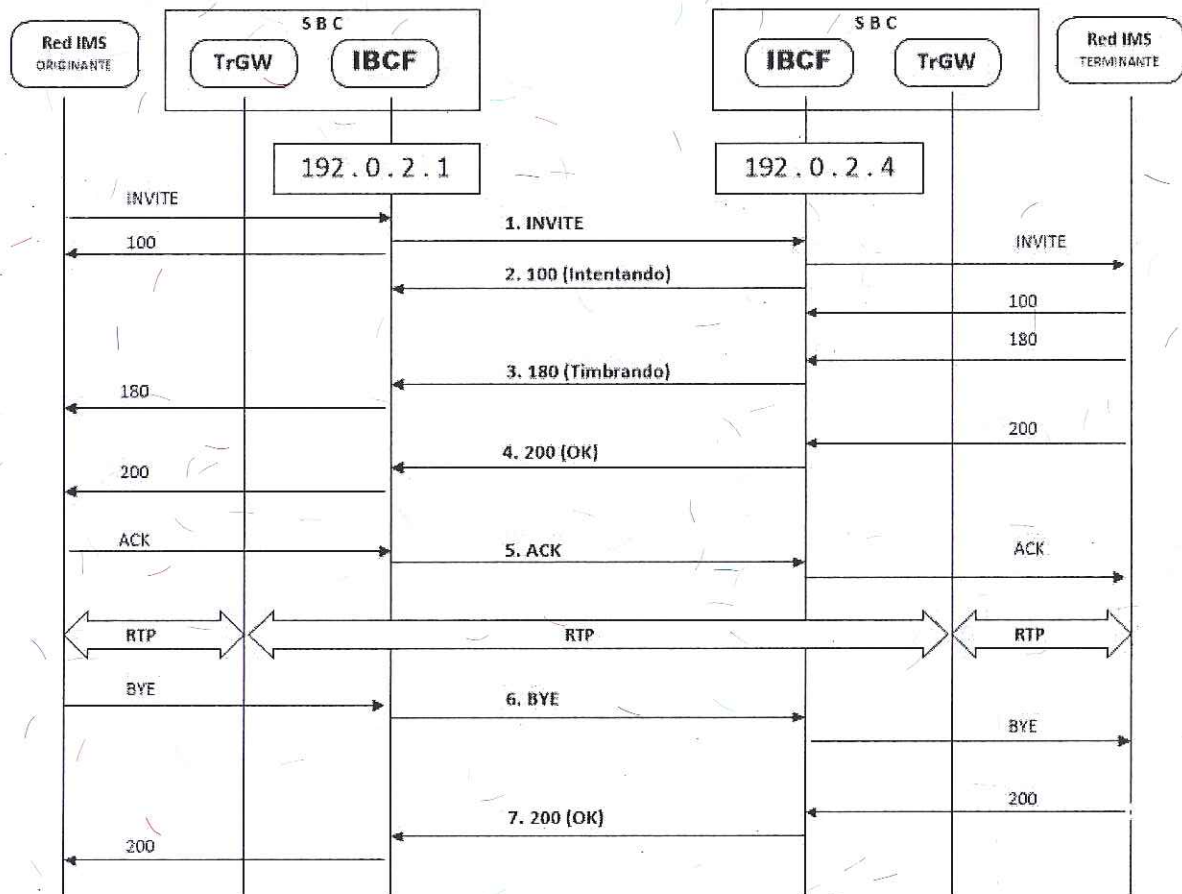 S B C
S B C
Red IMS
ORIGINANTE
TrGW
IBCF
IBCF
TrGW
Red IMS
TERMINANTE
192.0.2.1
192.0.2.4
INVITE
1. INVITE
INVITE
100
2. 100 (Intentando)
100
180
3. 180 (Timbrando)
180
200
4. 200 (OK)
200
ACK
5. ACK
ACK
RTP
RTP
RTP
BYE
6. BYE
BYE
200
7. 200 (OK)
200